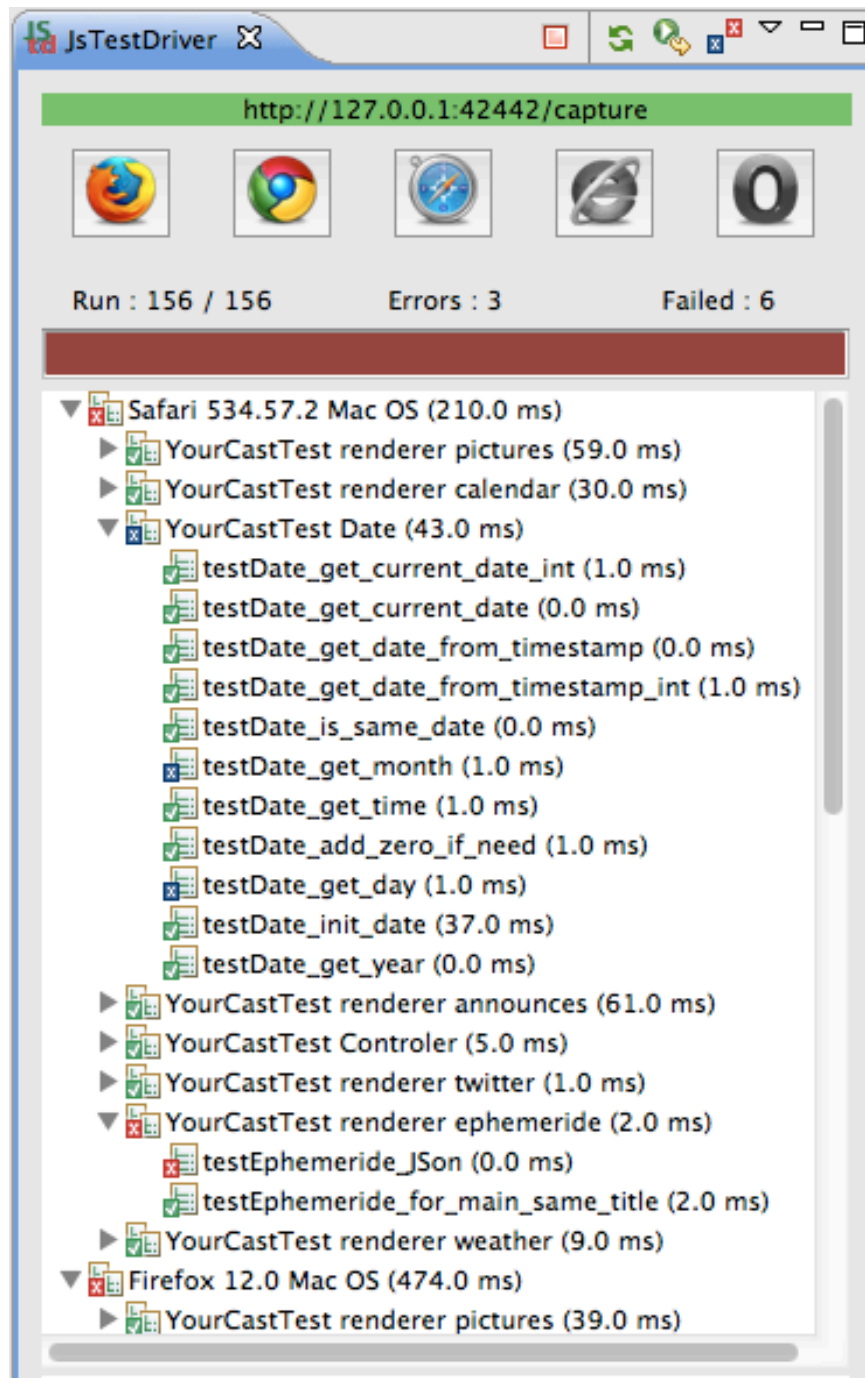 JS td JsTestDriver
http://127.0.0.1:42442/capture
Run : 156 / 156 Errors : 3 Failed : 6
Safari 534.57.2 Mac OS (210.0 ms)
YourCastTest renderer pictures (59.0 ms)
YourCastTest renderer calendar (30.0 ms)
YourCastTest Date (43.0 ms)
testDate_get_current_date_int (1.0 ms)
testDate_get_current_date (0.0 ms)
testDate_get_date_from_timestamp (0.0 ms)
testDate_get_date_from_timestamp_int (1.0 ms)
testDate_is_same_date (0.0 ms)
testDate_get_month (1.0 ms)
testDate_get_time (1.0 ms)
testDate_add_zero_if_need (1.0 ms)
testDate_get_day (1.0 ms)
testDate_init_date (37.0 ms)
testDate_get_year (0.0 ms)
YourCastTest renderer announces (61.0 ms)
YourCastTest Controler (5.0 ms)
YourCastTest renderer twitter (1.0 ms)
YourCastTest renderer ephemeride (2.0 ms)
testEphemeride_JSon (0.0 ms)
testEphemeride_for_main_same_title (2.0 ms)
YourCastTest renderer weather (9.0 ms)
Firefox 12.0 Mac OS (474.0 ms)
YourCastTest renderer pictures (39.0 ms)